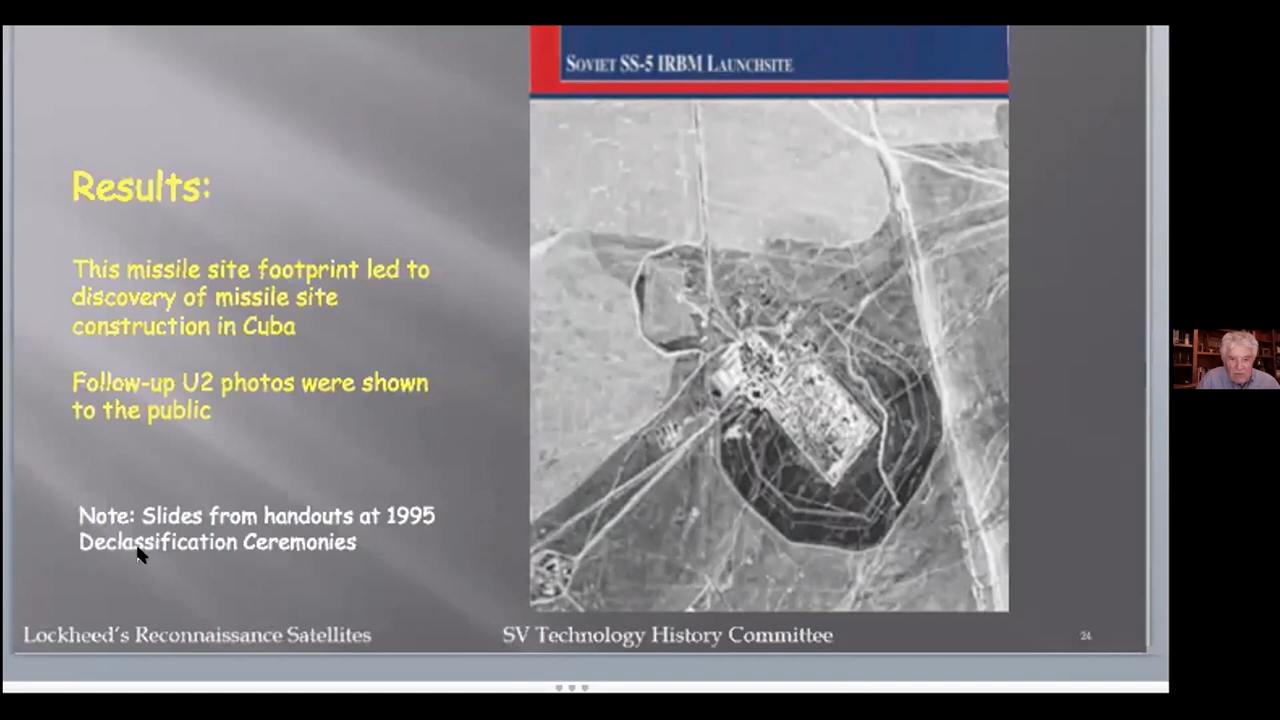 SOVIET SS-5 IRBM LAUNCHSITE
Results:
This missile site footprint led to
discovery of missile site
construction in Cuba
Follow-up U2 photos were shown
to the public
Note: Slides from handouts at 1995
Declassification Ceremonies
Lockheed's Reconnaissance Satellites
SV Technology History Committee
24